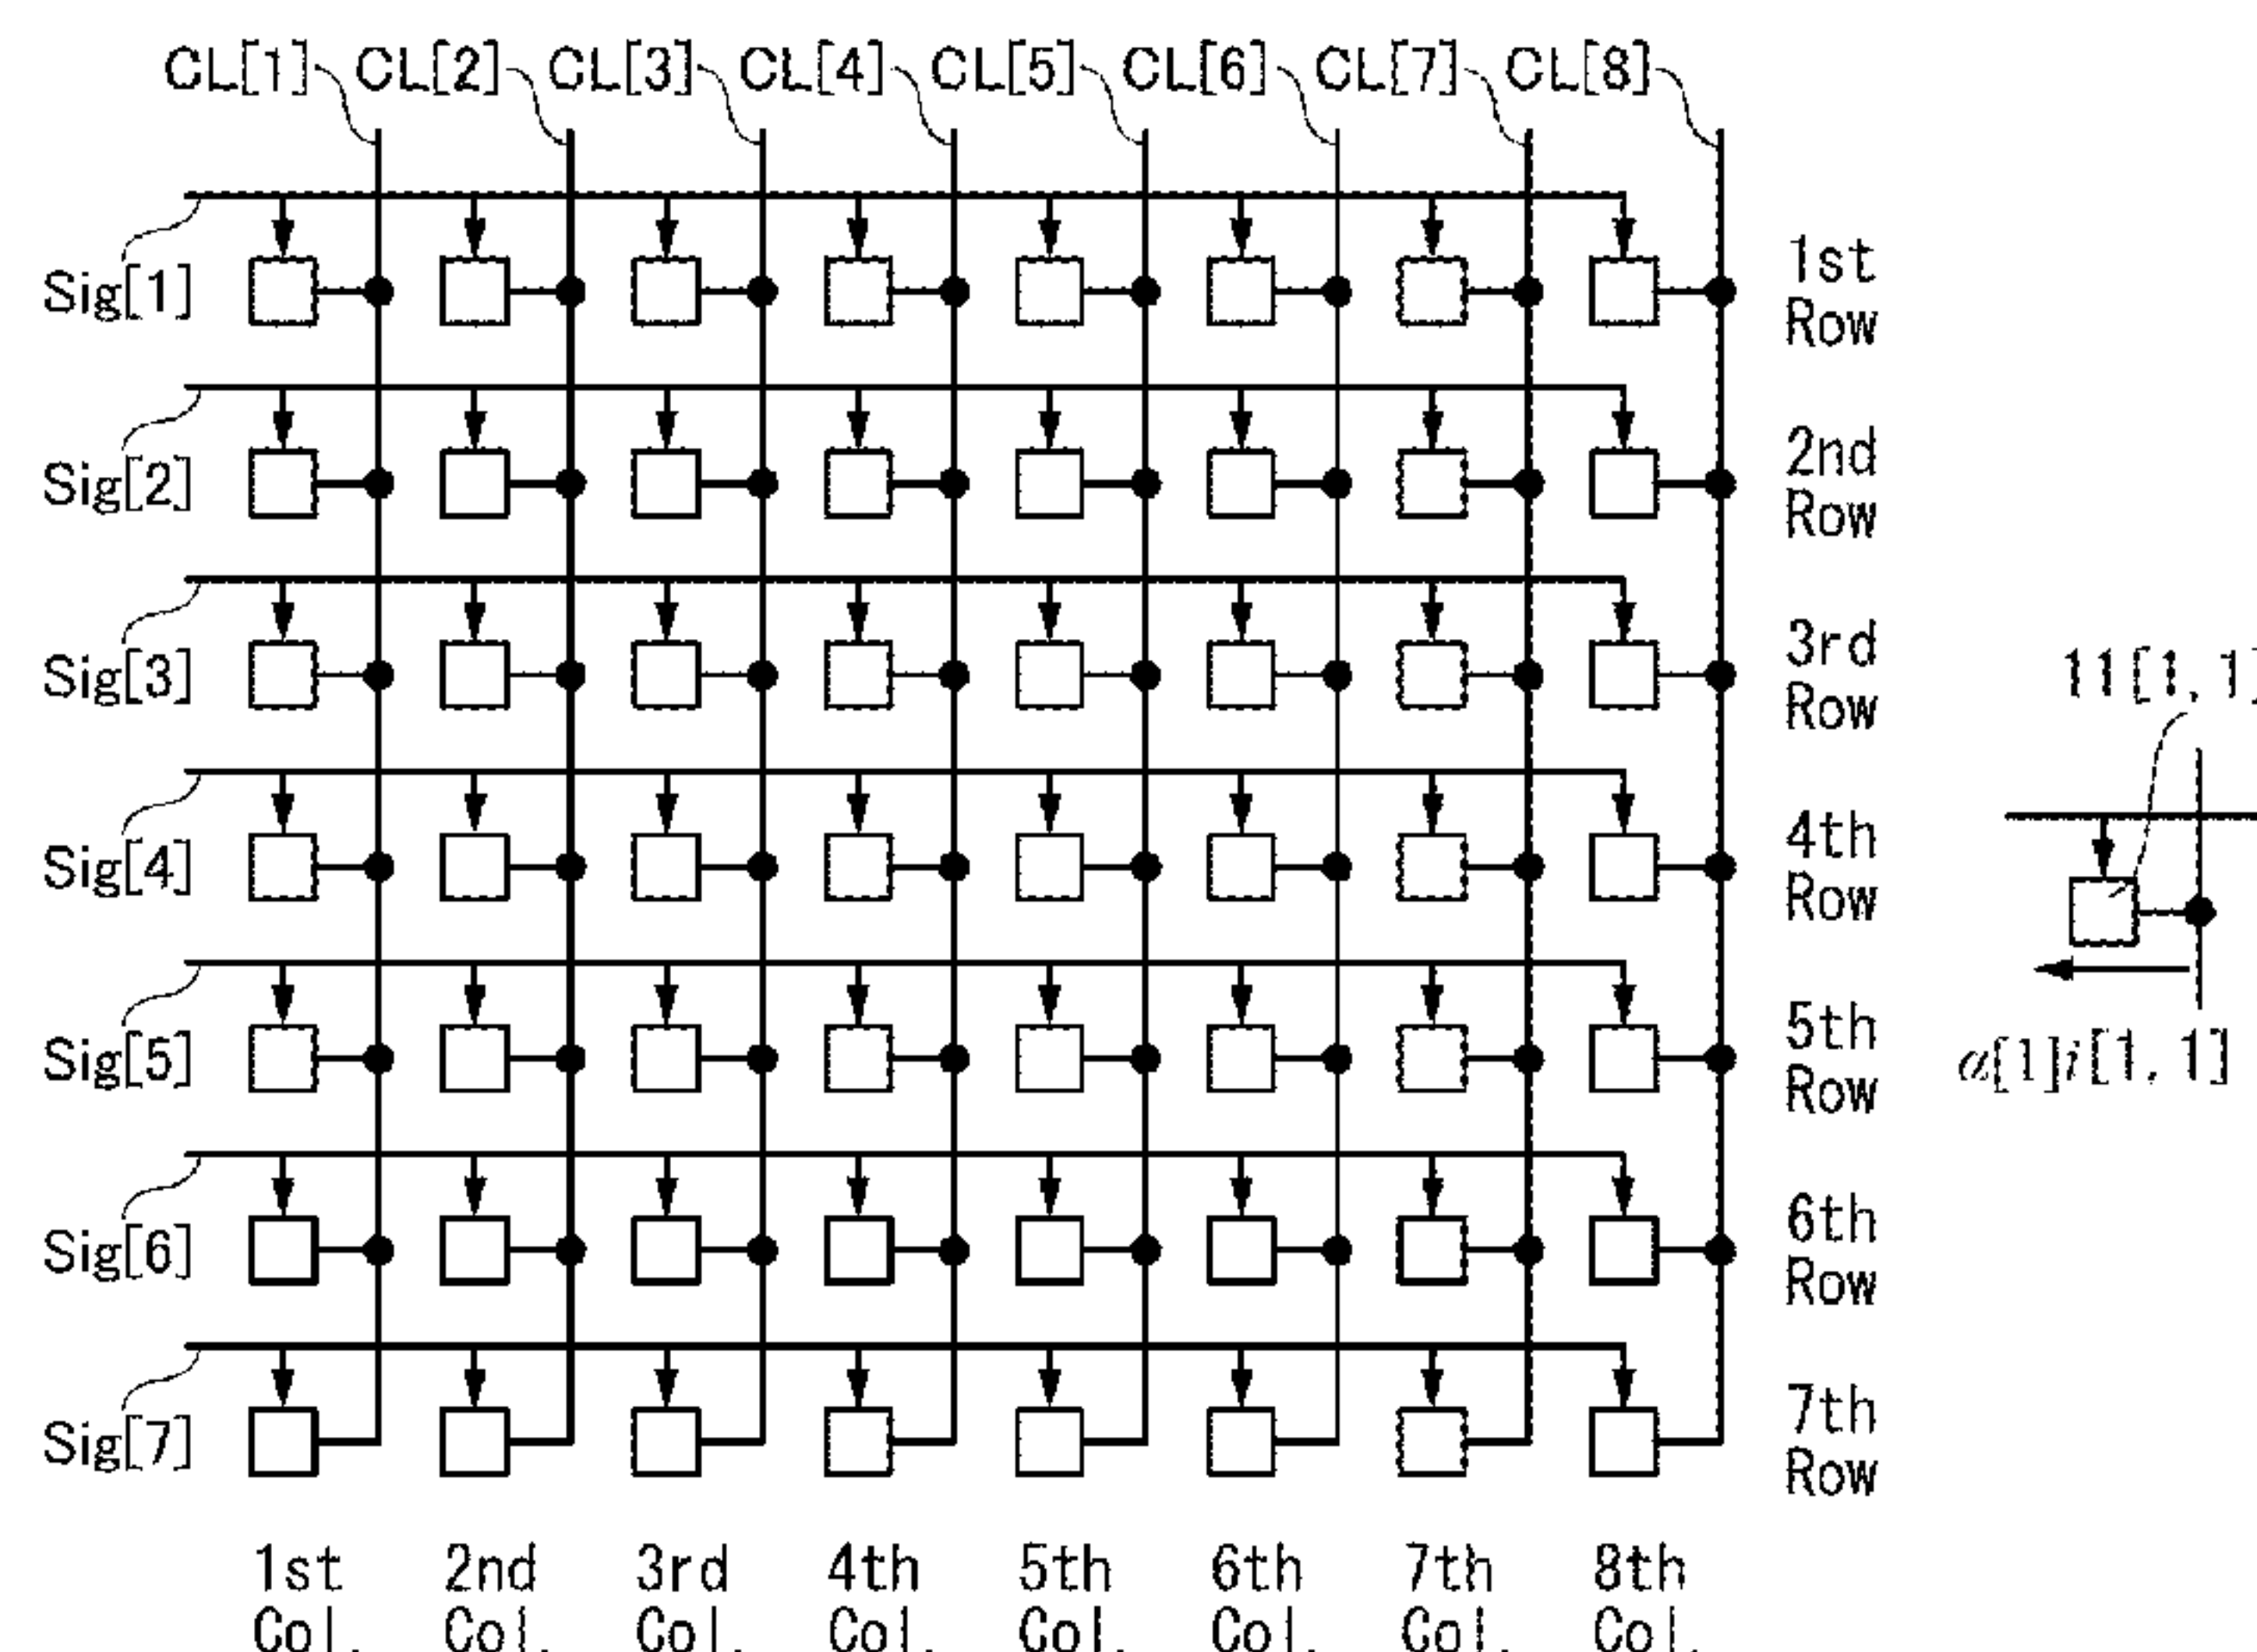 CL[1] CL[2] CL[3] CL[4] CL[5] CL[6] CL[7] CL[8]
Sig[1]
1st
Row
Sig[2]
2nd
Row
Sig[3]
3rd
Row
11[1, 1]
Sig[4]
4th
Row
Sig[5]
5th
Row
a[1]i[1, 1]
Sig[6]
6th
Row
Sig[7]
7th
Row
1st 2nd 3rd 4th 5th 6th 7th 8th
Col. Col. Col. Col. Col. Col. Col. Col.